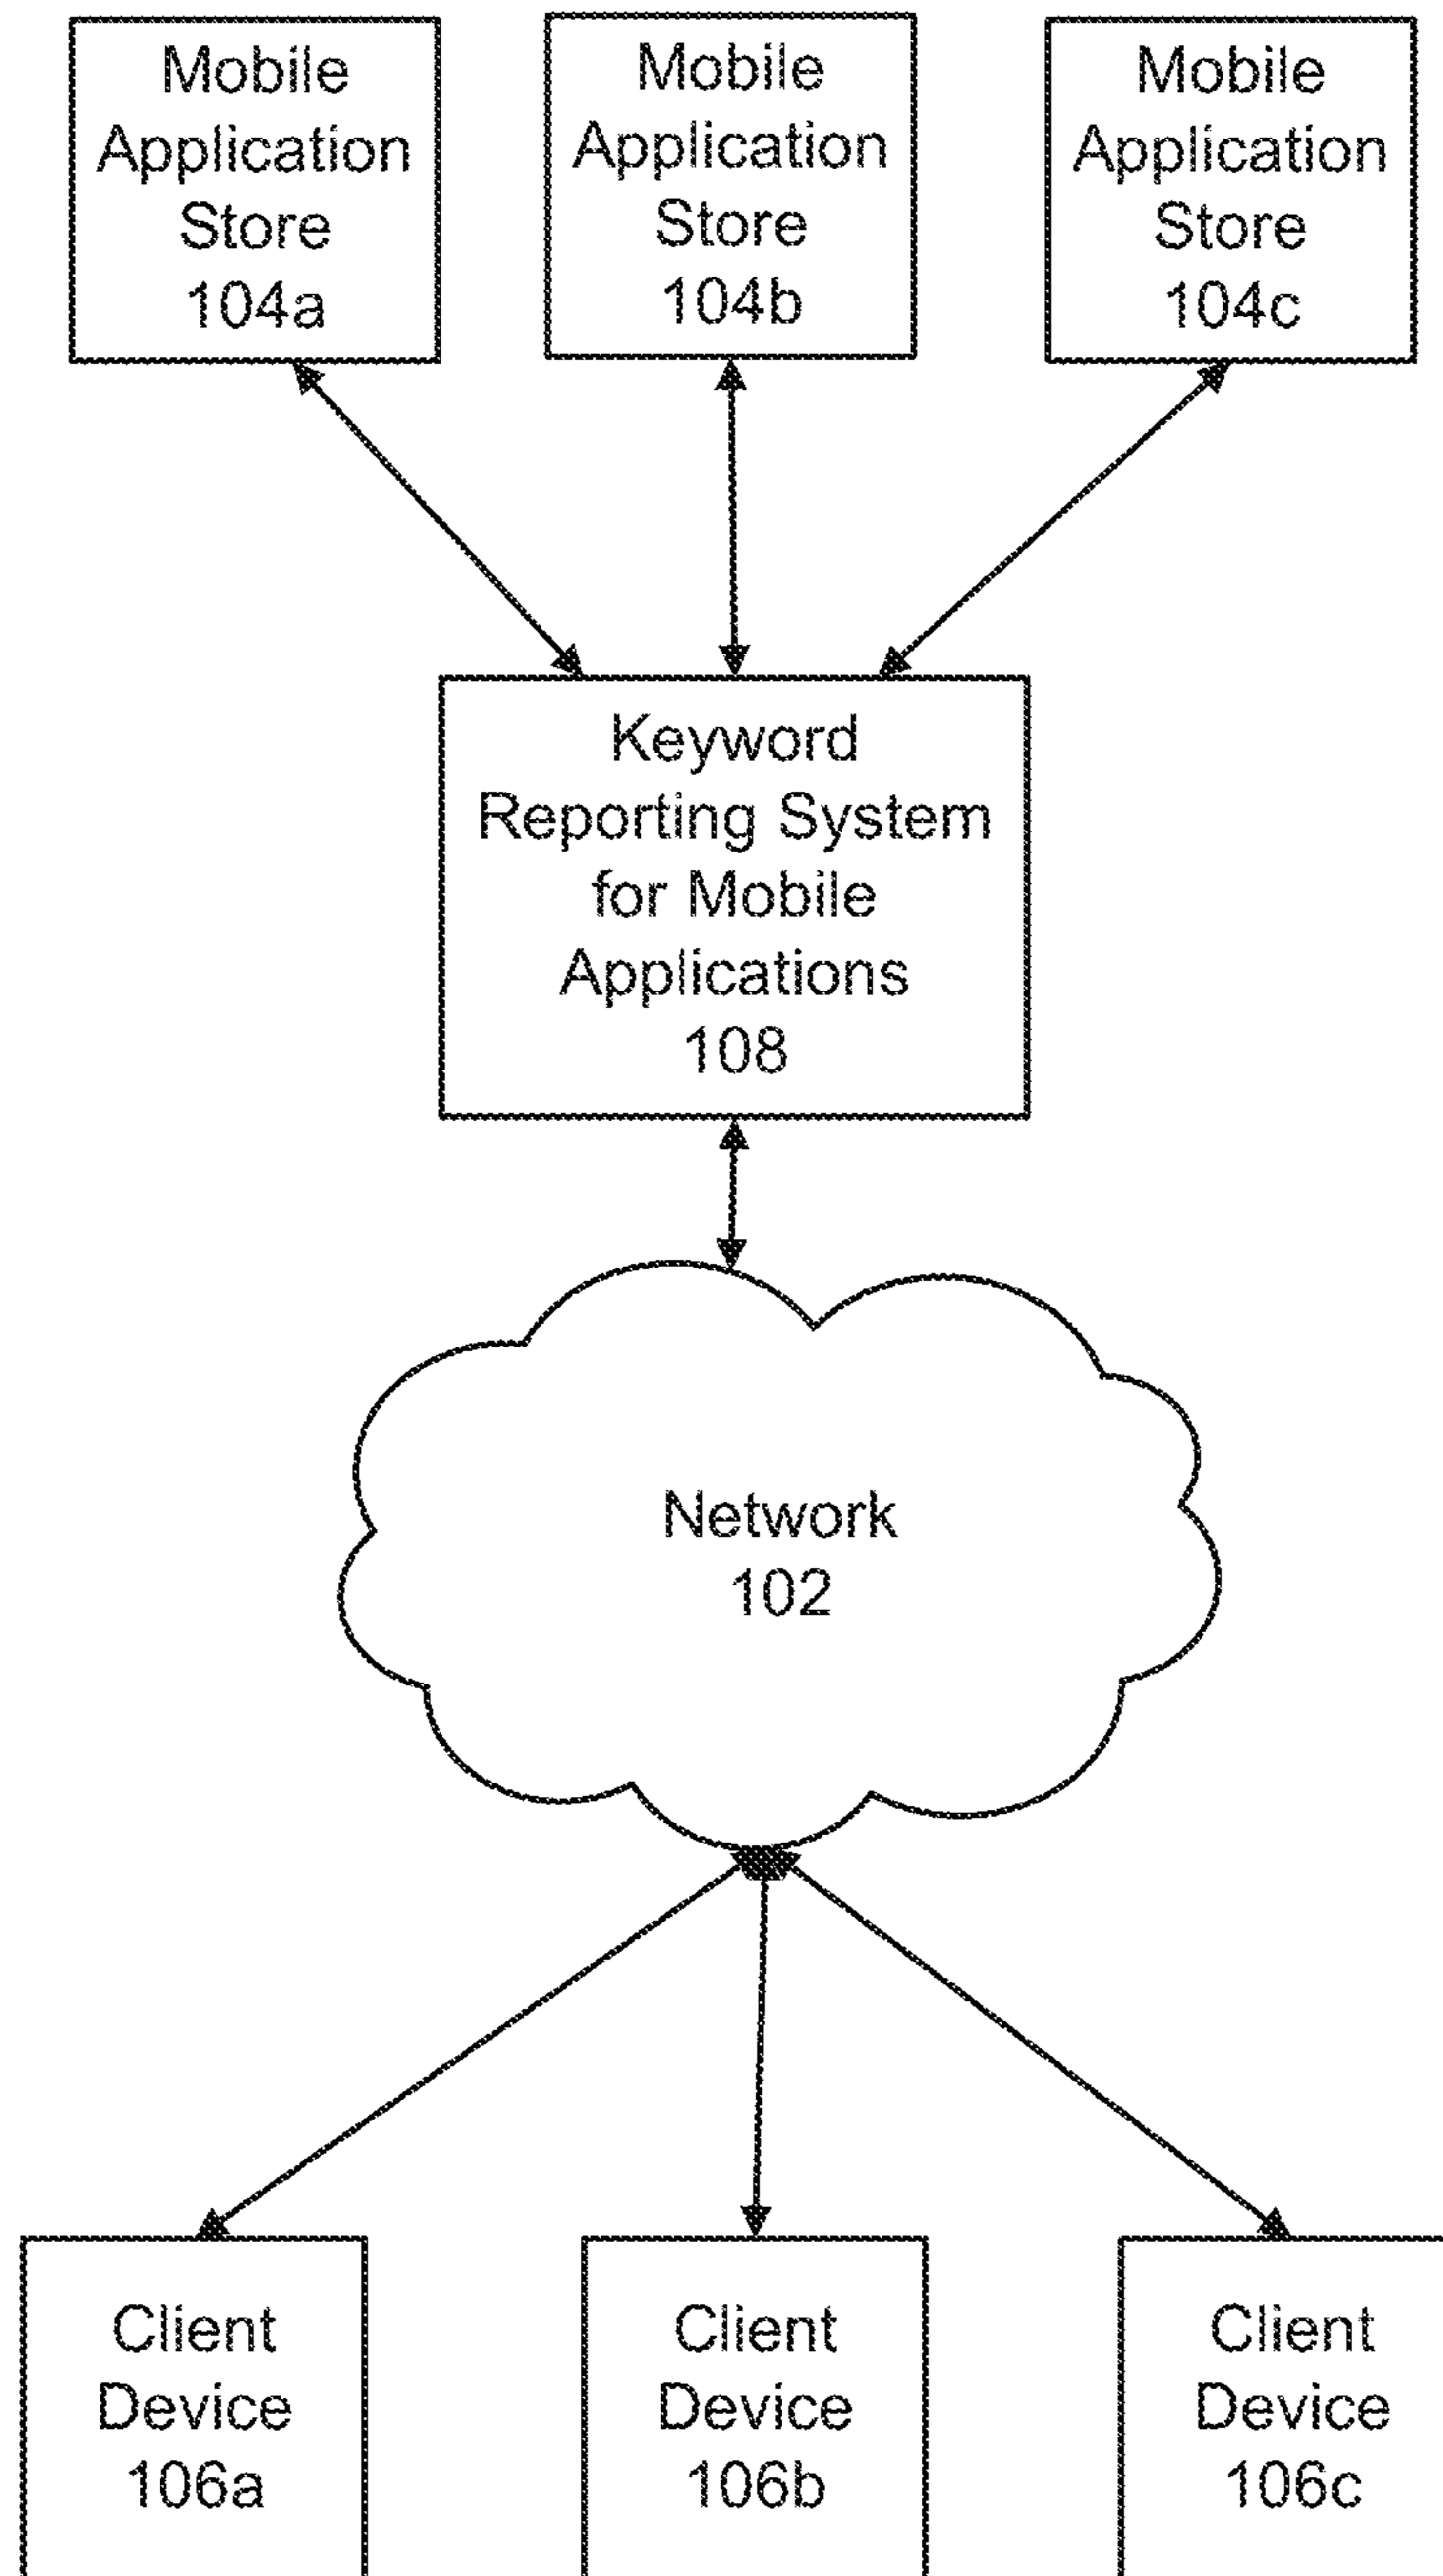 Mobile
Application
Store
104a
Mobile
Application
Store
104b
Mobile
Application
Store
104c
Keyword
Reporting System
for Mobile
Applications
108
Network
102
Client
Device
106a
Client
Device
106b
Client
Device
106c